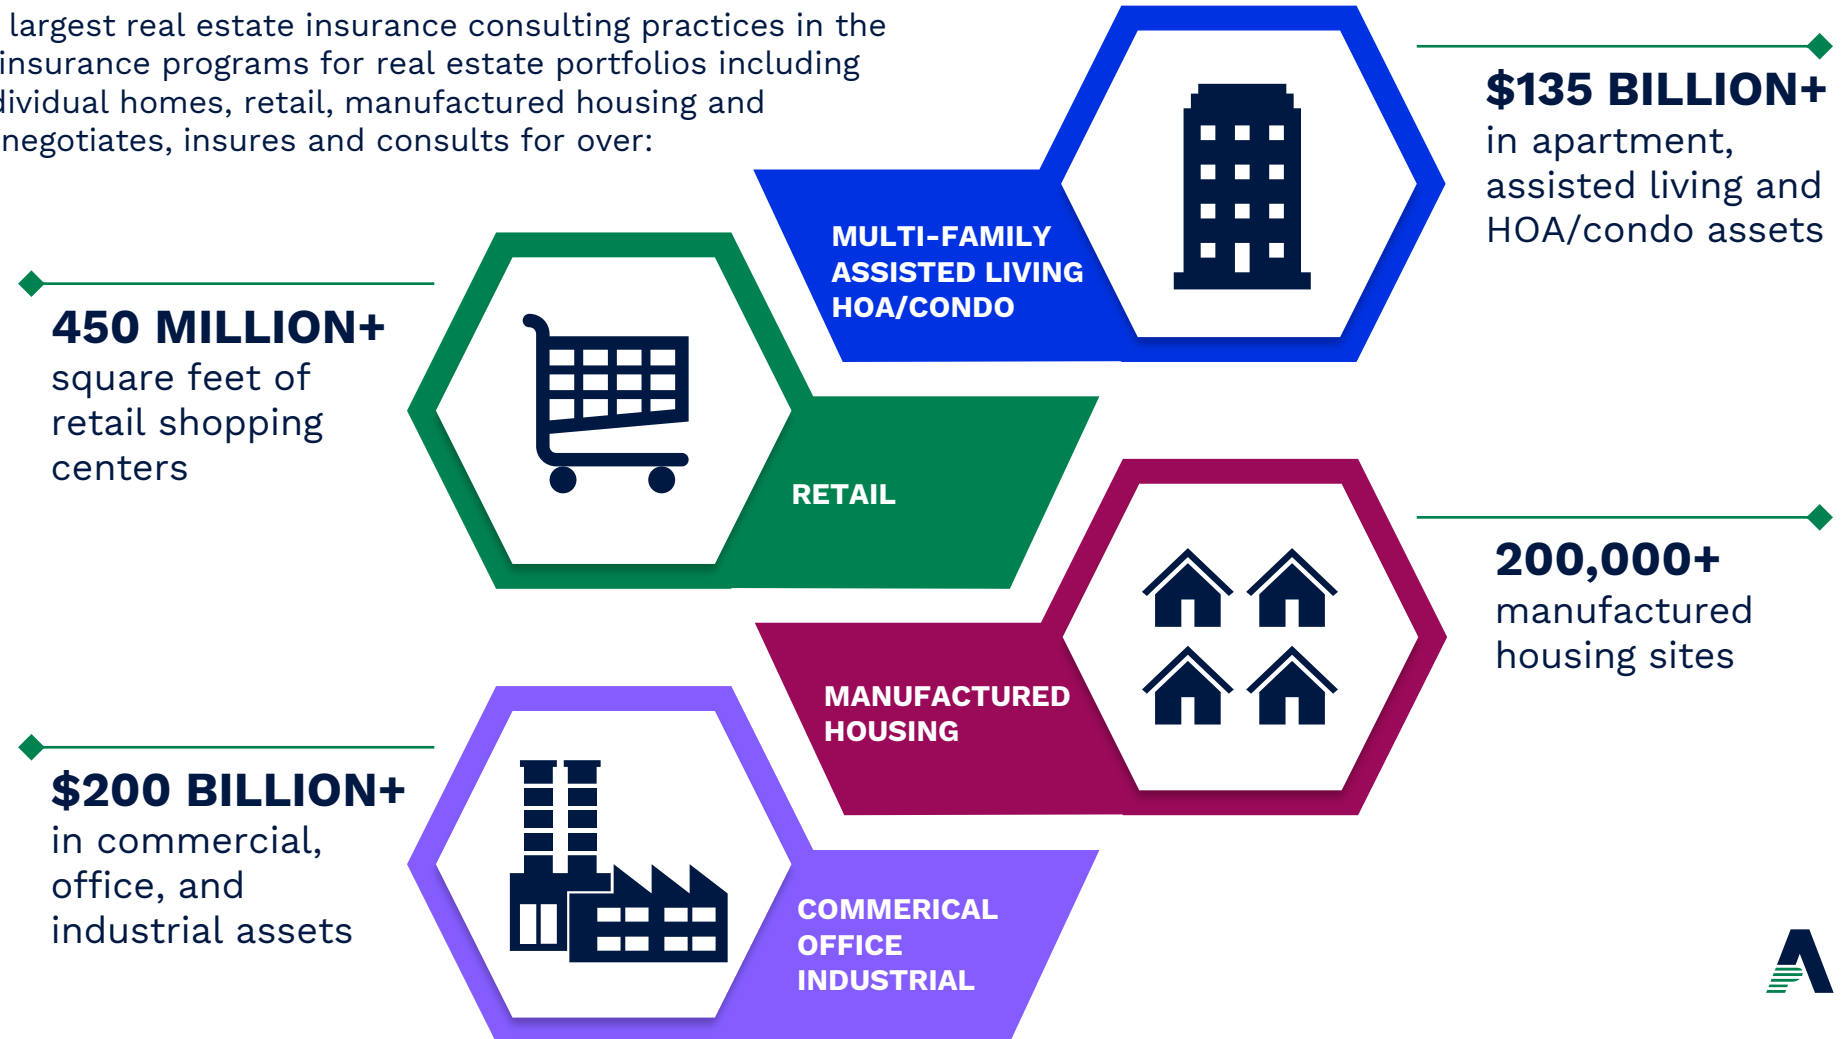 largest real estate insurance consulting practices in the
insurance programs for real estate portfolios including
dividual homes, retail, manufactured housing and
negotiates, insures and consults for over:
$135 BILLION+
in apartment,
assisted living and
HOA/condo assets
MULTI-FAMILY
ASSISTED LIVING
HOA/CONDO
450 MILLION+
square feet of
retail shopping
centers
RETAIL
200,000+
manufactured
housing sites
MANUFACTURED
HOUSING
$200 BILLION+
in commercial,
office, and
industrial assets
COMMERICAL
OFFICE
INDUSTRIAL